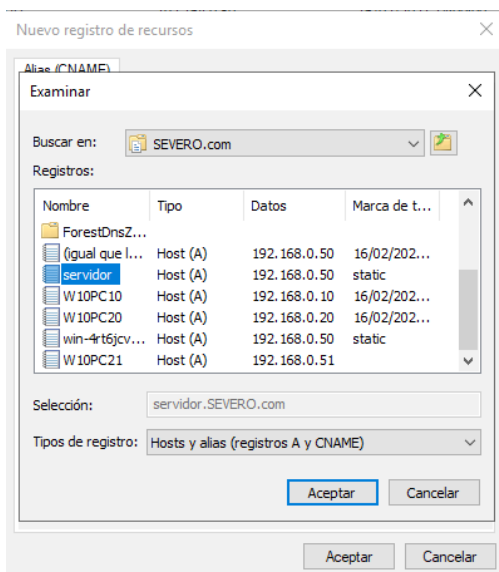 Nuevo registro de recursos
Alias (CNAME)
Examinar
Buscar en: SEVERO.com
Registros:
Nombre Tipo Datos Marca de t...
ForestDnsZ...
(igual que l... Host (A) 192.168.0.50 16/02/202...
servidor Host (A) 192.168.0.50 static
W10PC10 Host (A) 192.168.0.10 16/02/202...
W10PC20 Host (A) 192.168.0.20 16/02/202...
win-4rt6jcv... Host (A) 192.168.0.50 static
W10PC21 Host (A) 192.168.0.51
Selección: servidor.SEVERO.com
Tipos de registro: Hosts y alias (registros A y CNAME)
Aceptar Cancelar
Aceptar Cancelar